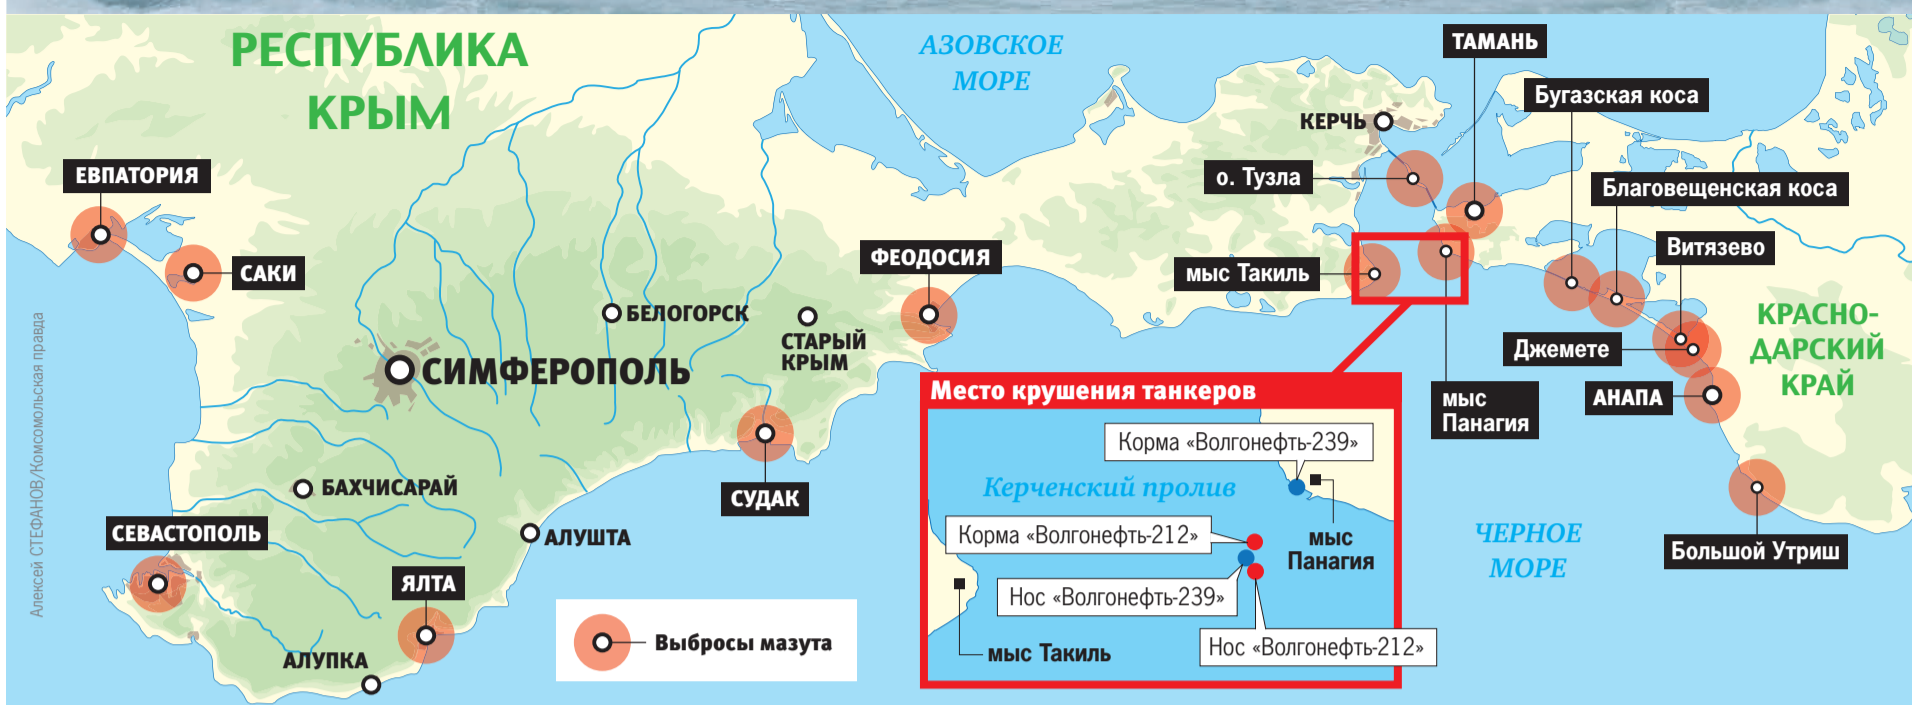 РЕСПУБЛИКА
КРЫМ
АЗОВСКОЕ
МОРЕ
ТАМАНЬ
Бугазская коса
КЕРЧЬ
о. Тузла
ЕВПАТОРИЯ
Благовещенская коса
САКИ
ФЕОДОСИЯ
мыс Такиль
Витязево
БЕЛОГОРСК
СТАРЫЙ
КРЫМ
КРАСНО-
ДАРСКИЙ
КРАЙ
Джемете
СИМФЕРОПОЛЬ
АНАПА
мыс
Панагия
Место крушения танкеров
Корма «Волгонефть-239»
Керченский пролив
Корма «Волгонефть-212»
мыс
Панагия
Нос «Волгонефть-239»
Нос «Волгонефть-212»
мыс Такиль
БАХЧИСАРАЙ
СУДАК
СЕВАСТОПОЛЬ
АЛУШТА
ЧЕРНОЕ
МОРЕ
Большой Утриш
ЯЛТА
АЛУПКА
Выбросы мазута
Алексей СТЕФАНОВ/Комсомольская правда